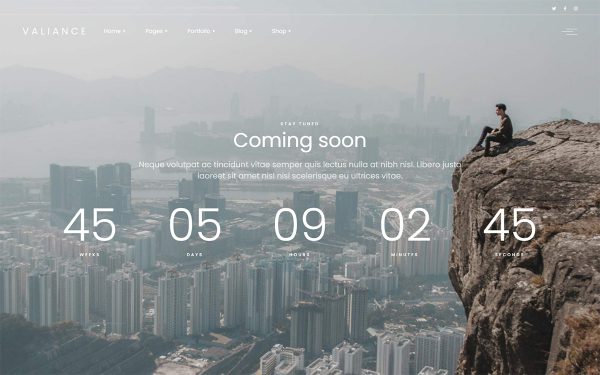 VALIANCE
Home
Pages
Portfolio
Blog
Shop
STAY TUNED
Coming soon
Neque volutpat ac tincidunt vitae semper quis lectus nulla at nibh nisl. Libero justo
laoreet sit amet nisl nisi scelerisque eu ultrices vitae.
45 05 09 02 45
WEEKS DAYS HOURS MINUTES SECONDS